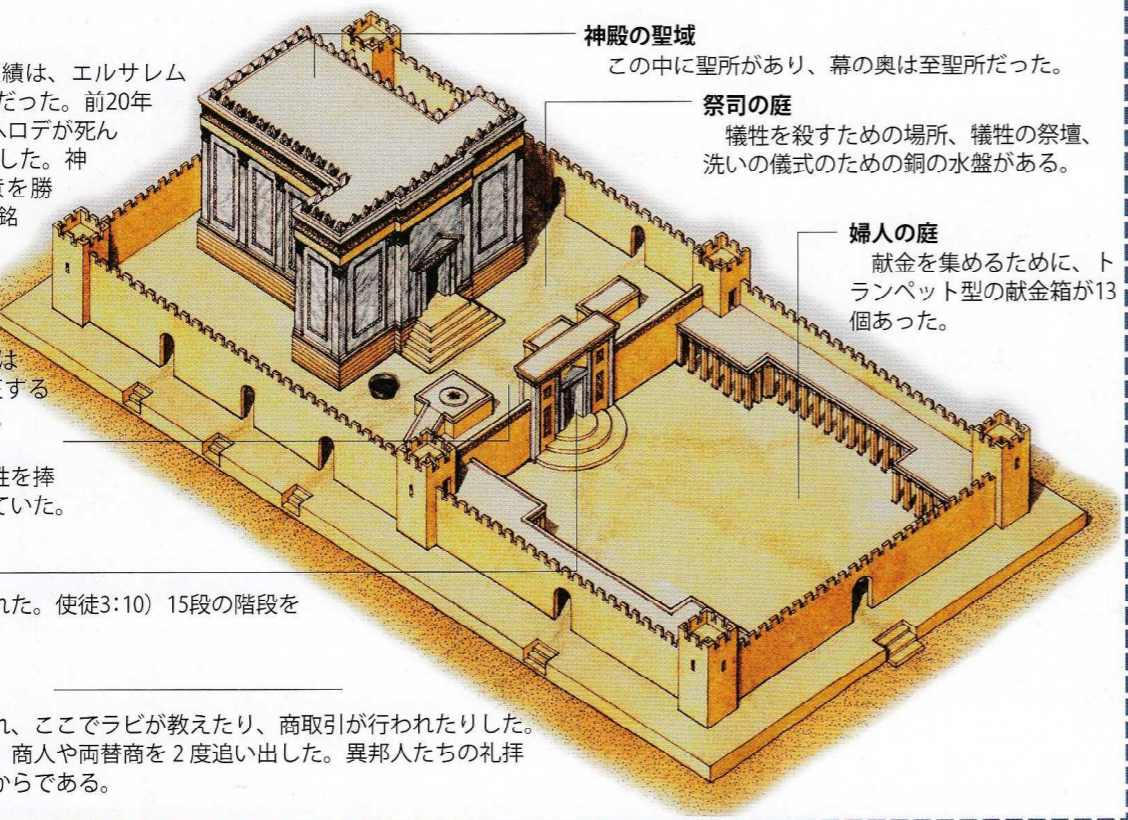 績は、エルサレム
だった。前20年
ヘロデが死ん
した。神
を勝
銘
は
する
性を捧
ていた。
れた。使徒3:10）15段の階段を
れ、ここでラビが教えたり、商取引が行われたりした。
商人や両替商を２度追い出した。異邦人たちの礼拝
からである。
神殿の聖域
この中に聖所があり、幕の奥は至聖所だった。
祭司の庭
犠牲を殺すための場所、犠牲の祭壇、
洗いの儀式のための銅の水盤がある。
婦人の庭
献金を集めるために、ト
ランペット型の献金箱が13
個あった。